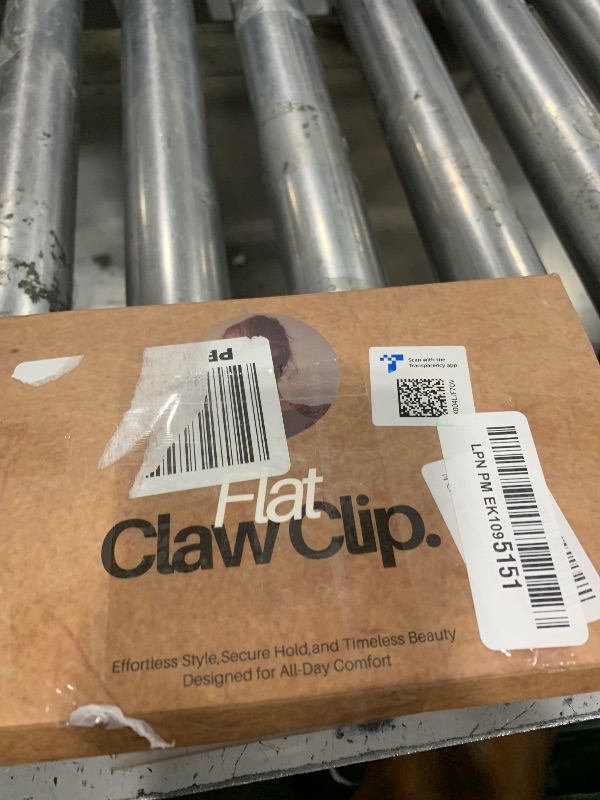 Scan with the
Transparency app
X004LIF7OV
LPN PM EK1095151
Flat
Claw Clip.
Effortless Style, Secure Hold, and Timeless Beauty
Designed for All-Day Comfort